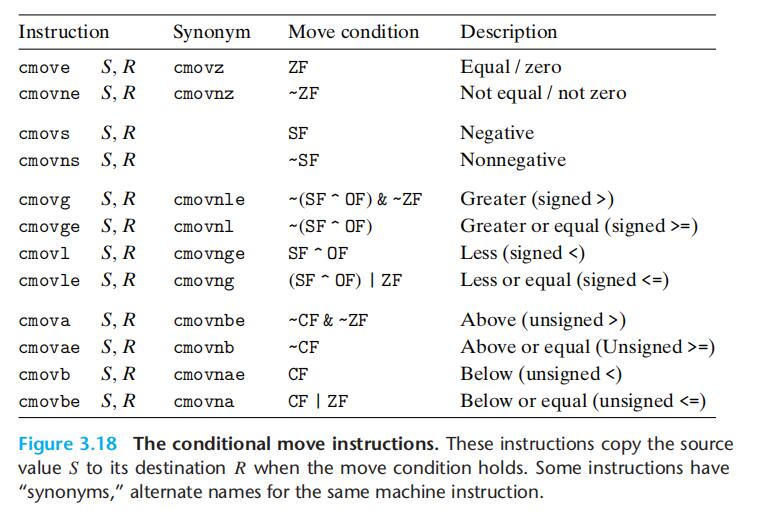 Instruction Synonym Move condition Description
cmove S, R cmovz ZF Equal / zero
cmovne S, R cmovnz ~ZF Not equal / not zero
cmovs S, R SF Negative
cmovns S, R ~SF Nonnegative
cmovg S, R cmovnle ~(SF ^ OF) & ~ZF Greater (signed >)
cmovge S, R cmovnl ~(SF ^ OF) Greater or equal (signed >=)
cmovl S, R cmovnge SF ^ OF Less (signed <)
cmovle S, R cmovng (SF ^ OF) | ZF Less or equal (signed <=)
cmova S, R cmovnbe ~CF & ~ZF Above (unsigned >)
cmovae S, R cmovnb ~CF Above or equal (Unsigned >=)
cmovb S, R cmovnae CF Below (unsigned <)
cmovbe S, R cmovna CF | ZF Below or equal (unsigned <=)
Figure 3.18 The conditional move instructions. These instructions copy the source
value S to its destination R when the move condition holds. Some instructions have
“synonyms,” alternate names for the same machine instruction.